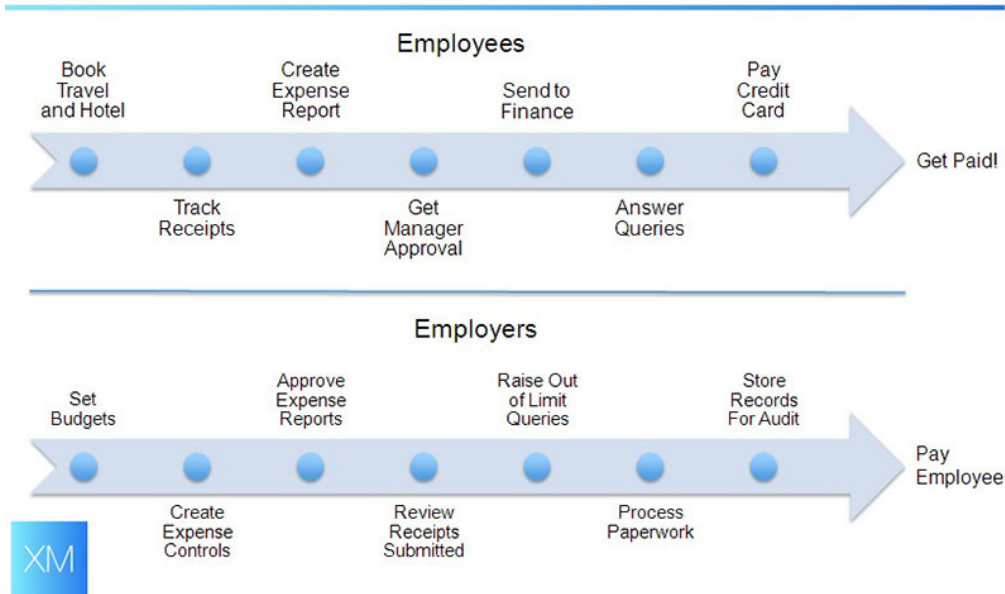 Employees
Book
Travel
and Hotel
Create
Expense
Report
Send to
Finance
Pay
Credit
Card
Get Paid!
Track
Receipts
Get
Manager
Approval
Answer
Queries
Employers
Set
Budgets
Approve
Expense
Reports
Raise Out
of Limit
Queries
Store
Records
For Audit
Pay
Employee
Create
Expense
Controls
Review
Receipts
Submitted
Process
Paperwork
XM